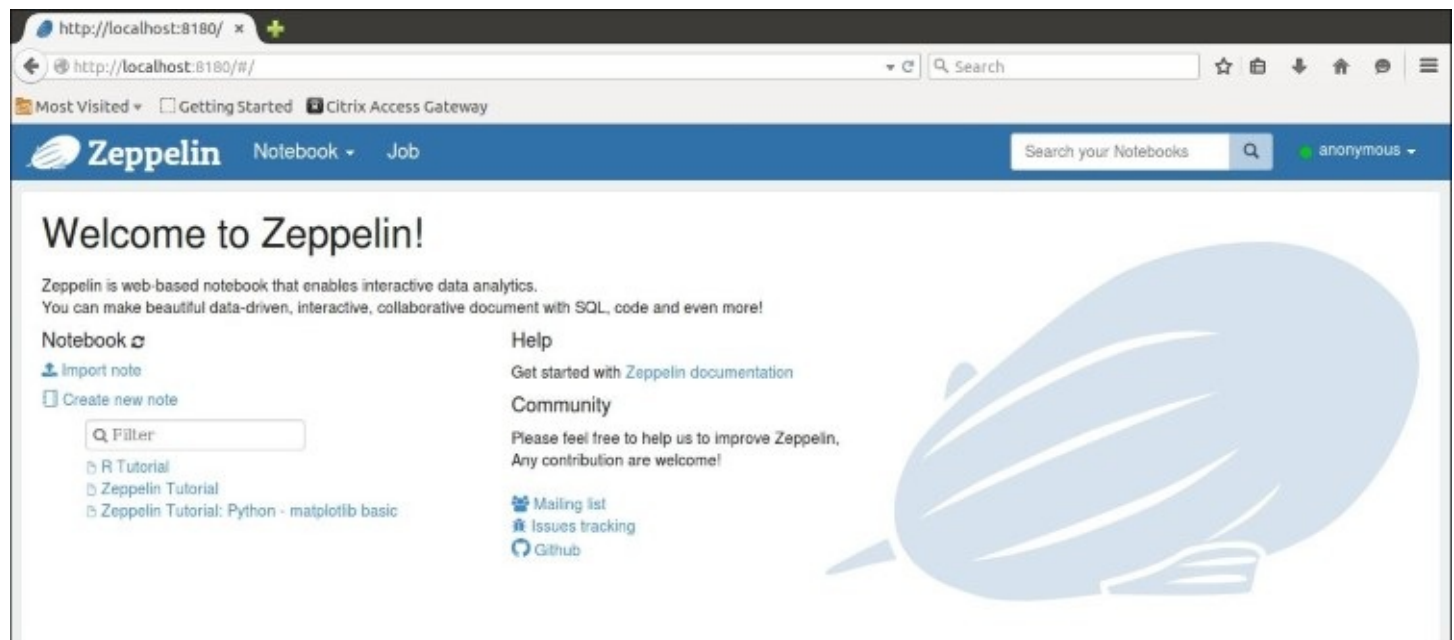 http://localhost:8180/
http://localhost:8180/#/
Search
Most Visited
Getting Started
Citrix Access Gateway
Zeppelin
Notebook
Job
Search your Notebooks
anonymous
Welcome to Zeppelin!
Zeppelin is web-based notebook that enables interactive data analytics.
You can make beautiful data-driven, interactive, collaborative document with SQL, code and even more!
Notebook
Import note
Create new note
Filter
R Tutorial
Zeppelin Tutorial
Zeppelin Tutorial: Python - matplotlib basic
Help
Get started with Zeppelin documentation
Community
Please feel free to help us to improve Zeppelin,
Any contribution are welcome!
Mailing list
Issues tracking
Github